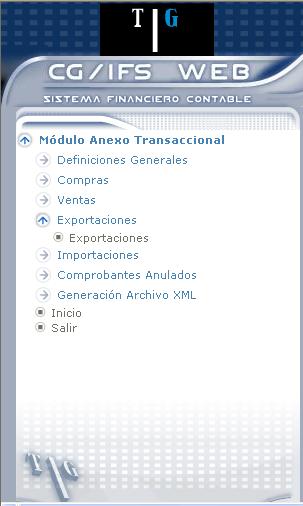 T G
CG/IFS WEB
SISTEMA FINANCIERO CONTABLE
Módulo Anexo Transaccional
Definiciones Generales
Compras
Ventas
Exportaciones
Exportaciones
Importaciones
Comprobantes Anulados
Generación Archivo XML
Inicio
Salir
T G